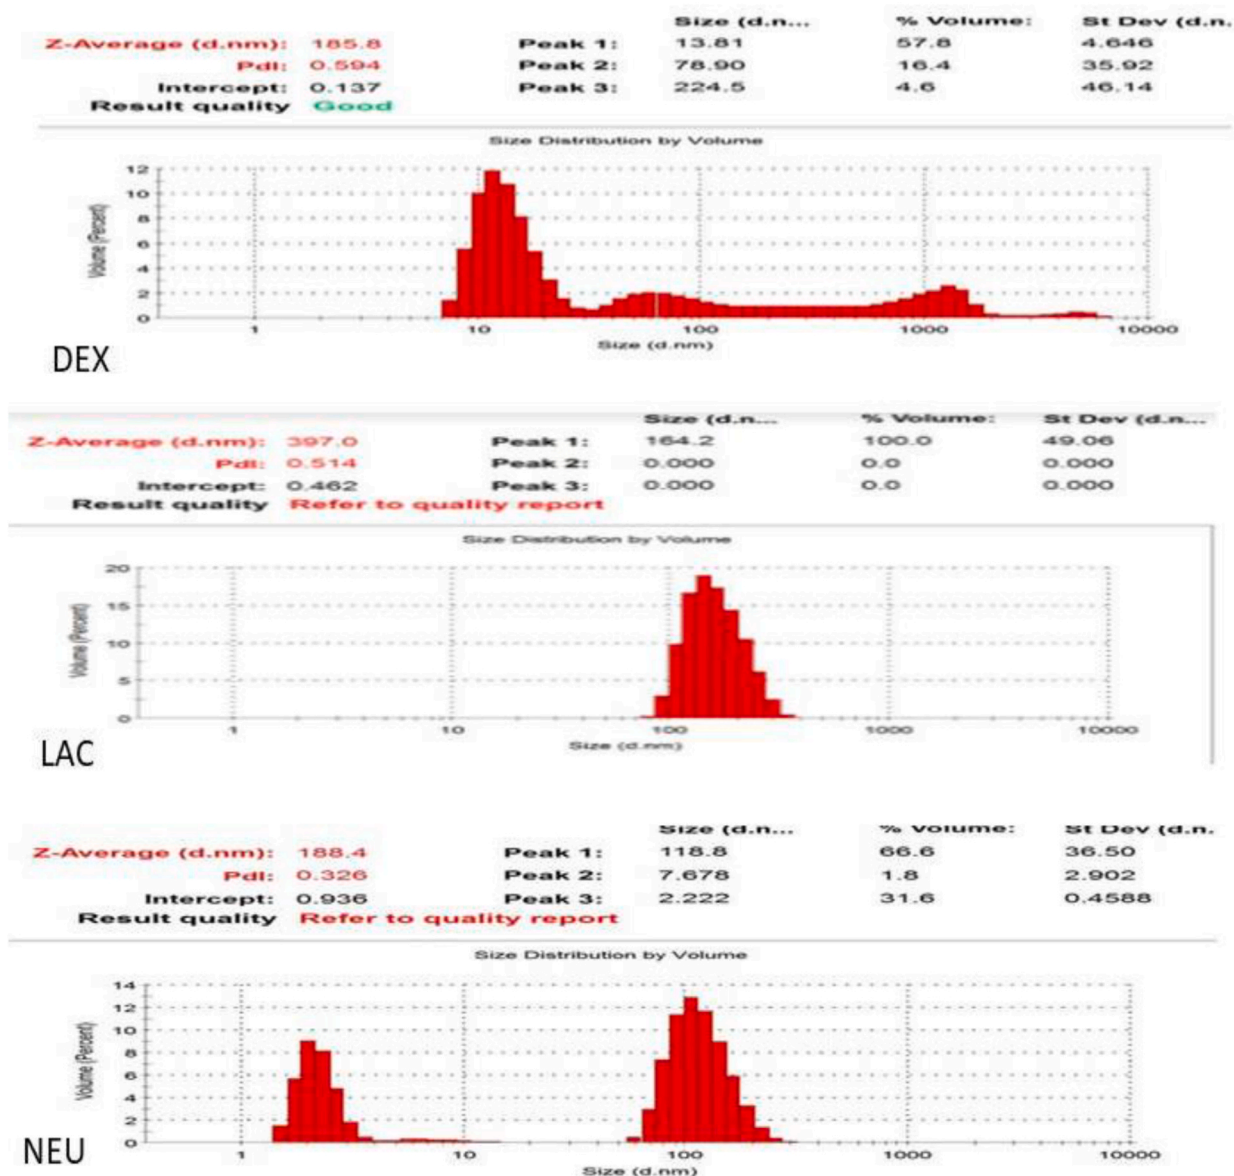 Size (d.n... % Volume: St Dev (d.n.
Z-Average (d.nm): 185.8 Peak 1: 13.81 57.8 4.646
PdI: 0.594 Peak 2: 78.90 16.4 35.92
Intercept: 0.137 Peak 3: 224.5 4.6 46.14
Result quality Good
Size Distribution by Volume
Volume (Percent)
12
10
8
6
4
2
0
1 10 100 1000 10000
Size (d.nm)
DEX
Size (d.n... % Volume: St Dev (d.n...
Z-Average (d.nm): 397.0 Peak 1: 164.2 100.0 49.06
PdI: 0.514 Peak 2: 0.000 0.0 0.000
Intercept: 0.462 Peak 3: 0.000 0.0 0.000
Result quality Refer to quality report
Size Distribution by Volume
Volume (Percent)
20
15
10
5
0
1 10 100 1000 10000
Size (d.nm)
LAC
Size (d.n... % Volume: St Dev (d.n.
Z-Average (d.nm): 188.4 Peak 1: 118.8 66.6 36.50
PdI: 0.326 Peak 2: 7.678 1.8 2.902
Intercept: 0.936 Peak 3: 2.222 31.6 0.4588
Result quality Refer to quality report
Size Distribution by Volume
Volume (Percent)
14
12
10
8
6
4
2
0
1 10 100 1000 10000
Size (d.nm)
NEU